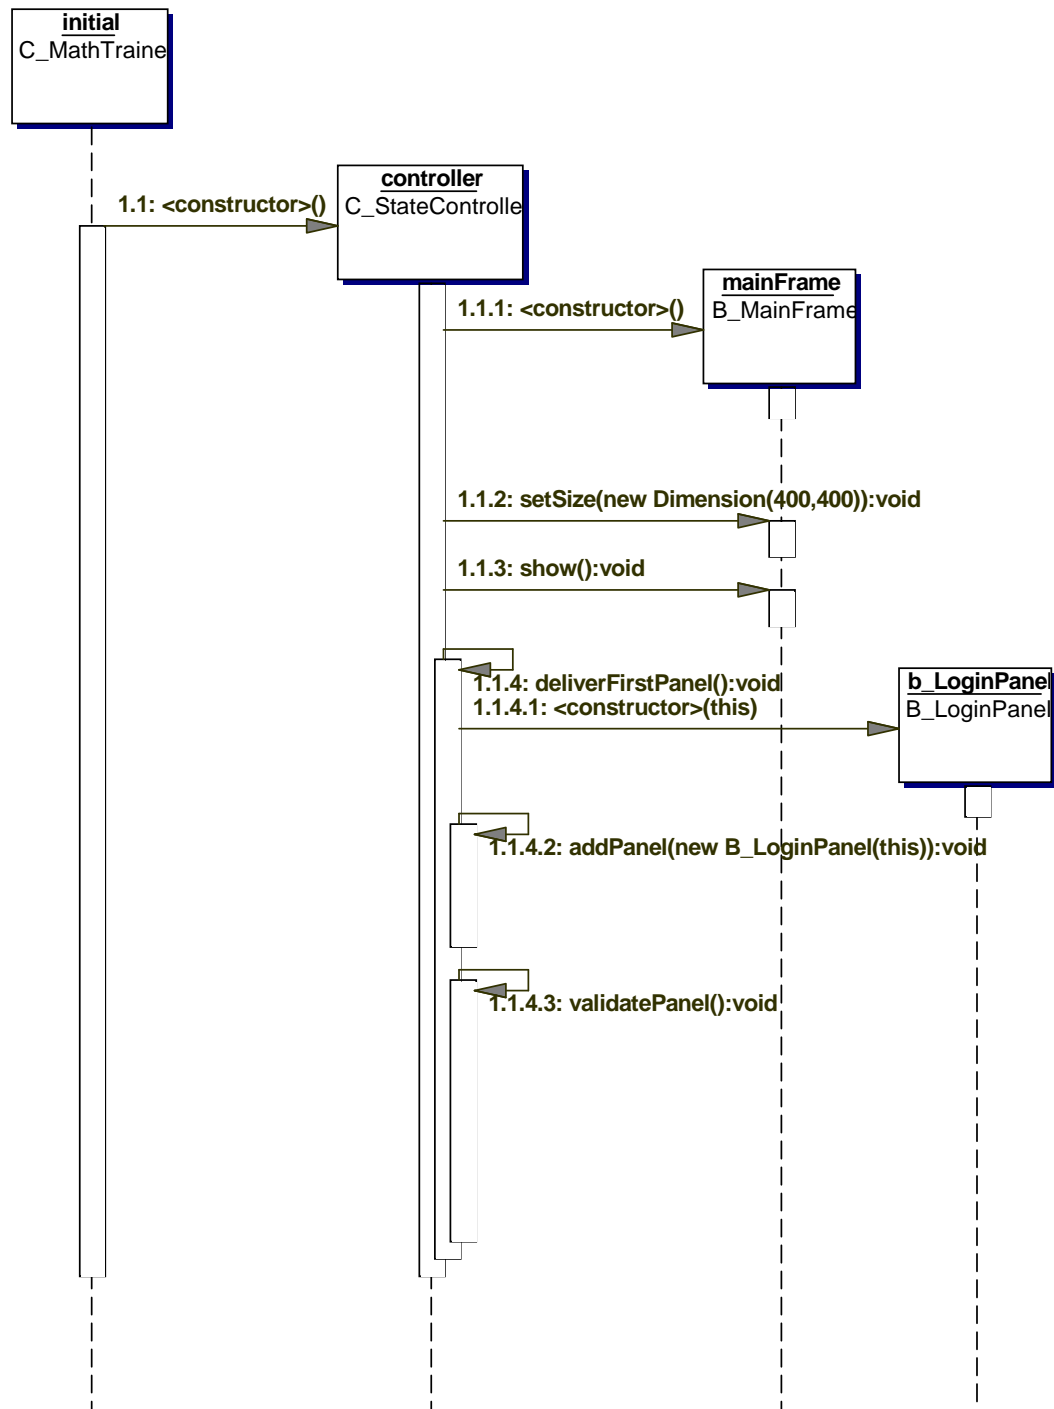 initial
C_MathTraine
controller
C_StateControlle
1.1: <constructor>()
mainFrame
B_MainFrame
1.1.1: <constructor>()
1.1.2: setSize(new Dimension(400,400)):void
1.1.3: show():void
1.1.4: deliverFirstPanel():void
b_LoginPanel
B_LoginPanel
1.1.4.1: <constructor>(this)
1.1.4.2: addPanel(new B_LoginPanel(this)):void
1.1.4.3: validatePanel():void